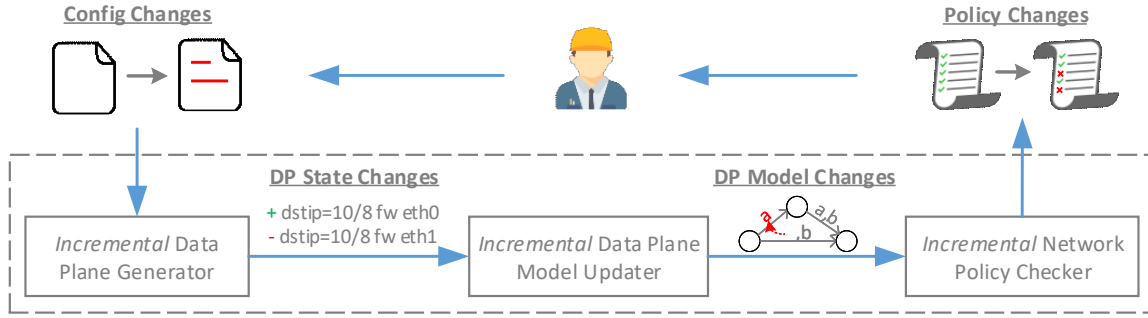 Config Changes
Policy Changes
DP State Changes
+ dstip=10/8 fw eth0
- dstip=10/8 fw eth1
DP Model Changes
a
a,b
,b
Incremental Data
Plane Generator
Incremental Data Plane
Model Updater
Incremental Network
Policy Checker